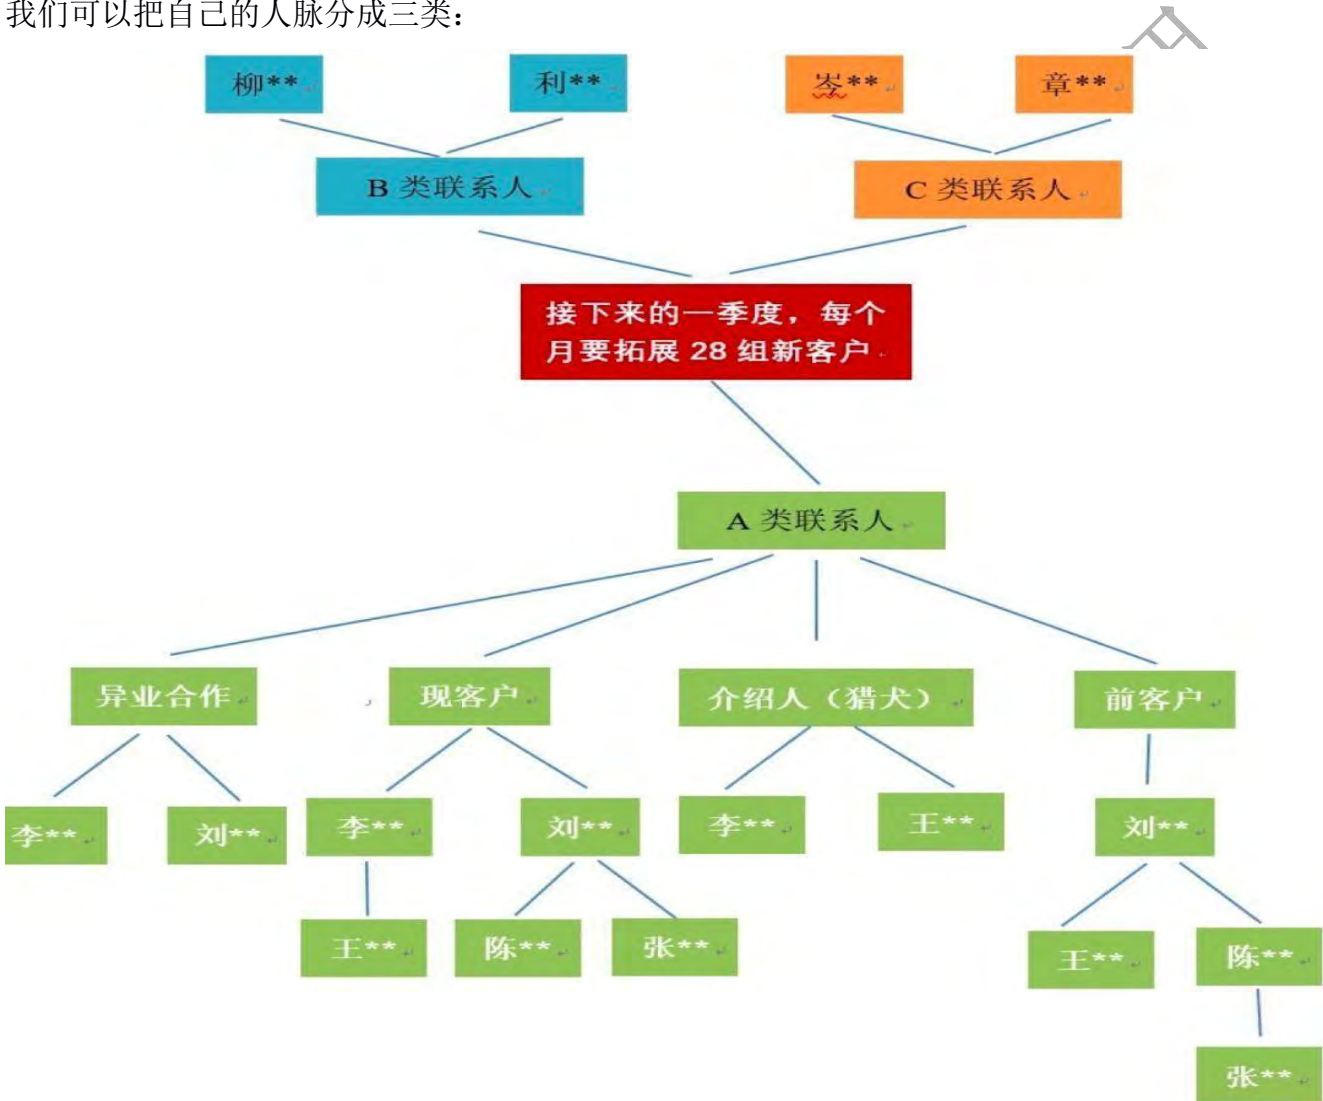 我们可以把自己的人脉分成三类：
柳** 利** 岑** 章**
B 类联系人 C 类联系人
接下来的一季度，每个
月要拓展 28 组新客户
A 类联系人
异业合作 现客户 介绍人（猎犬） 前客户
李** 刘** 李** 刘** 李** 王** 刘**
王** 陈** 张** 王** 陈**
张**